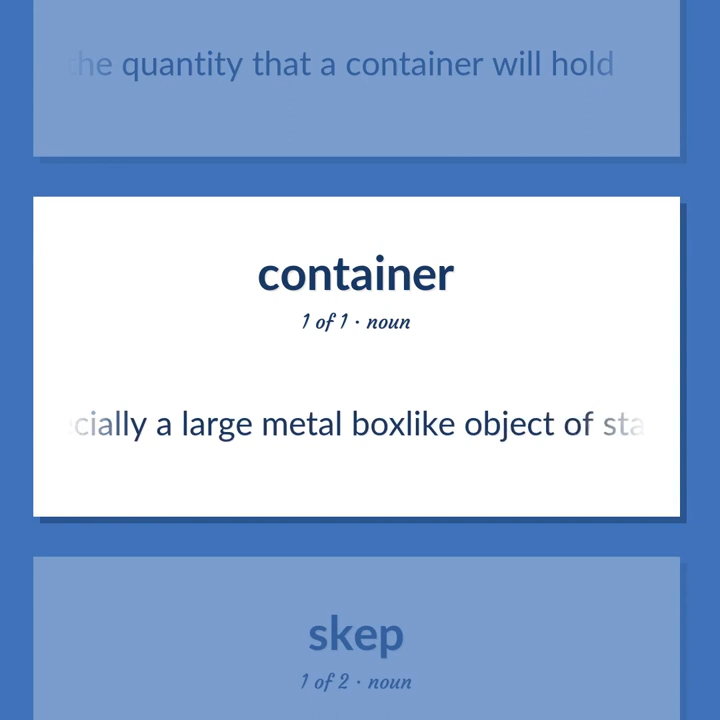 the quantity that a container will hold
container
1 of 1 · noun
a large metal boxlike object of
skep
1 of 2 · noun